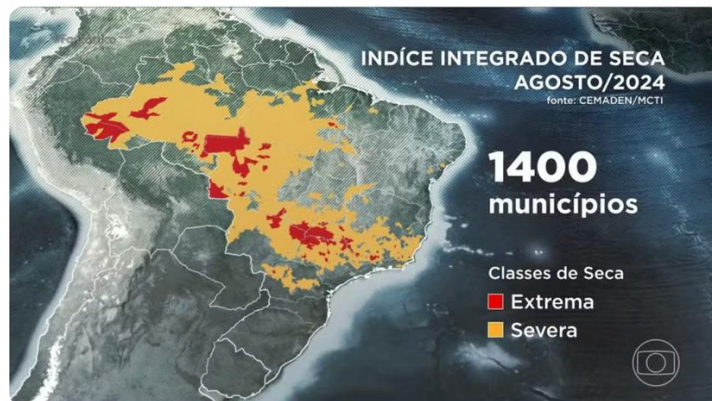 INDÍCE INTEGRADO DE SECA
AGOSTO/2024
fonte: CEMADEN/MCTI
1400
municípios
Classes de Seca
Extrema
Severa